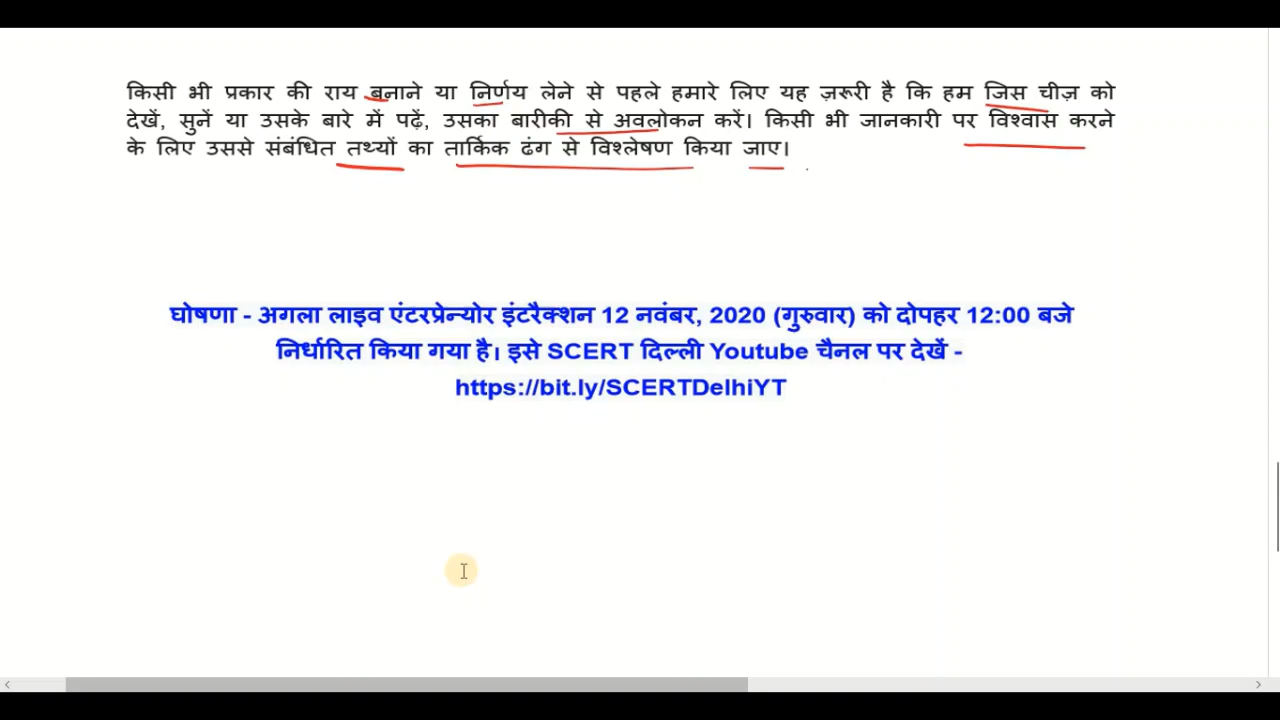 किसी भी प्रकार की राय बनाने या निर्णय लेने से पहले हमारे लिए यह ज़रूरी है कि हम जिस चीज़ को
देखें, सुनें या उसके बारे में पढ़ें, उसका बारीकी से अवलोकन करें। किसी भी जानकारी पर विश्वास करने
के लिए उससे संबंधित तथ्यों का तार्किक ढंग से विश्लेषण किया जाए।
घोषणा - अगला लाइव एंटरप्रेन्योर इंटरैक्शन 12 नवंबर, 2020 (गुरुवार) को दोपहर 12:00 बजे
निर्धारित किया गया है। इसे SCERT दिल्ली Youtube चैनल पर देखें -
https://bit.ly/SCERTDelhiYT